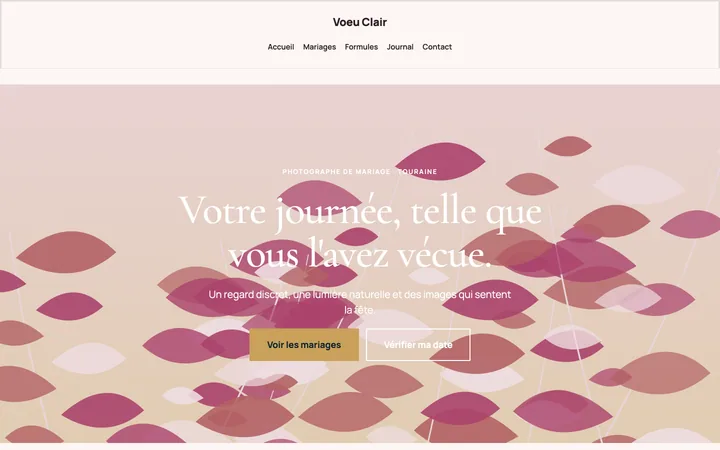 Voeu Clair
Accueil Mariages Formules Journal Contact
PHOTOGRAPHE DE MARIAGE · TOURAINE
Votre journée, telle que
vous l'avez vécue.
Un regard discret, une lumière naturelle et des images qui sentent
la fête.
Voir les mariages Vérifier ma date